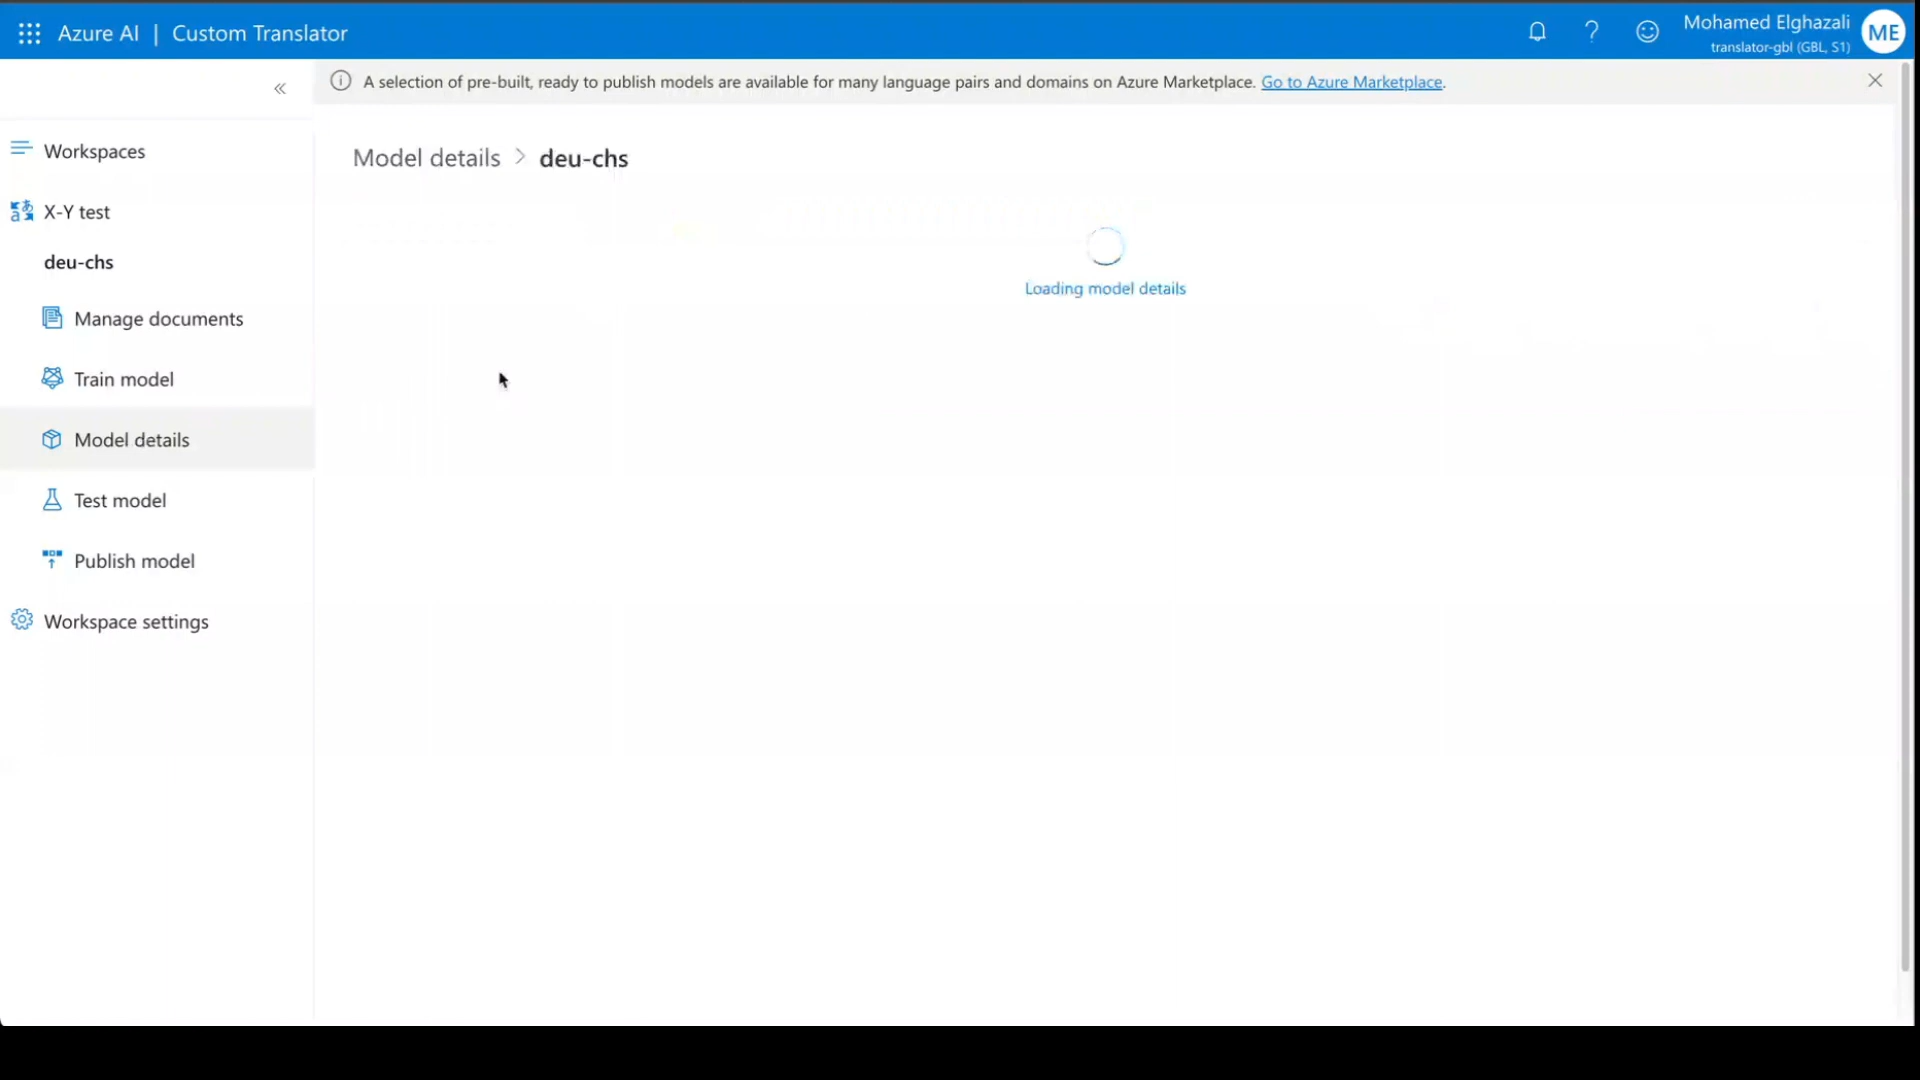 Azure AI | Custom Translator
Mohamed Elghazali
translator-gbl (GBL, S1)
ME
A selection of pre-built, ready to publish models are available for many language pairs and domains on Azure Marketplace. Go to Azure Marketplace.
Workspaces
X-Y test
deu-chs
Manage documents
Train model
Model details
Test model
Publish model
Workspace settings
Model details > deu-chs
Loading model details